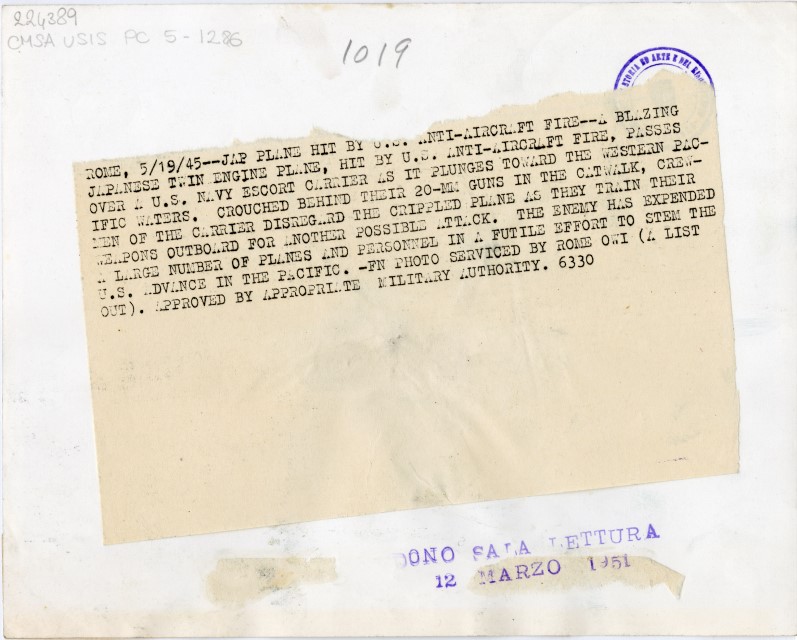 224389
CMSA USIS PC 5-1286
1019
STORIA ED ARTE E DEL
ROME, 5/19/45--JAP PLANE HIT BY U.S. ANTI-AIRCRAFT FIRE--A BLAZING
JAPANESE TWIN ENGINE PLANE, HIT BY U.S. ANTI-AIRCRAFT FIRE, PASSES
OVER A U.S. NAVY ESCORT CARRIER AS IT PLUNGES TOWARD THE WESTERN PAC-
IFIC WATERS. CROUCHED BEHIND THEIR 20-MM GUNS IN THE CATWALK, CREW-
MEN OF THE CARRIER DISREGARD THE CRIPPLED PLANE AS THEY TRAIN THEIR
WEAPONS OUTBOARD FOR ANOTHER POSSIBLE ATTACK. THE ENEMY HAS EXPENDED
A LARGE NUMBER OF PLANES AND PERSONNEL IN A FUTILE EFFORT TO STEM THE
U.S. ADVANCE IN THE PACIFIC. -FN PHOTO SERVICED BY ROME OWI (A LIST
OUT). APPROVED BY APPROPRIATE MILITARY AUTHORITY. 6330
DONO SALA LETTURA
12 MARZO 1951